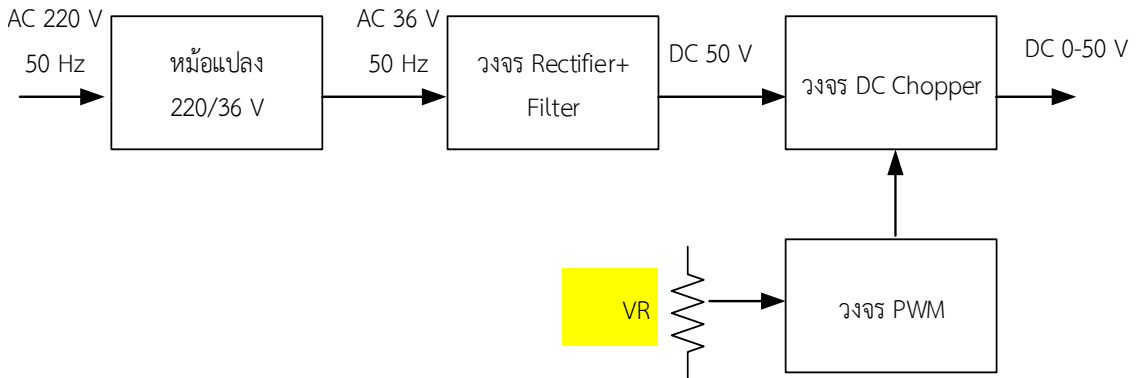 AC 220 V
50 Hz
หม้อแปลง
220/36 V
AC 36 V
50 Hz
วงจร Rectifier+
Filter
DC 50 V
วงจร DC Chopper
DC 0-50 V
VR
วงจร PWM